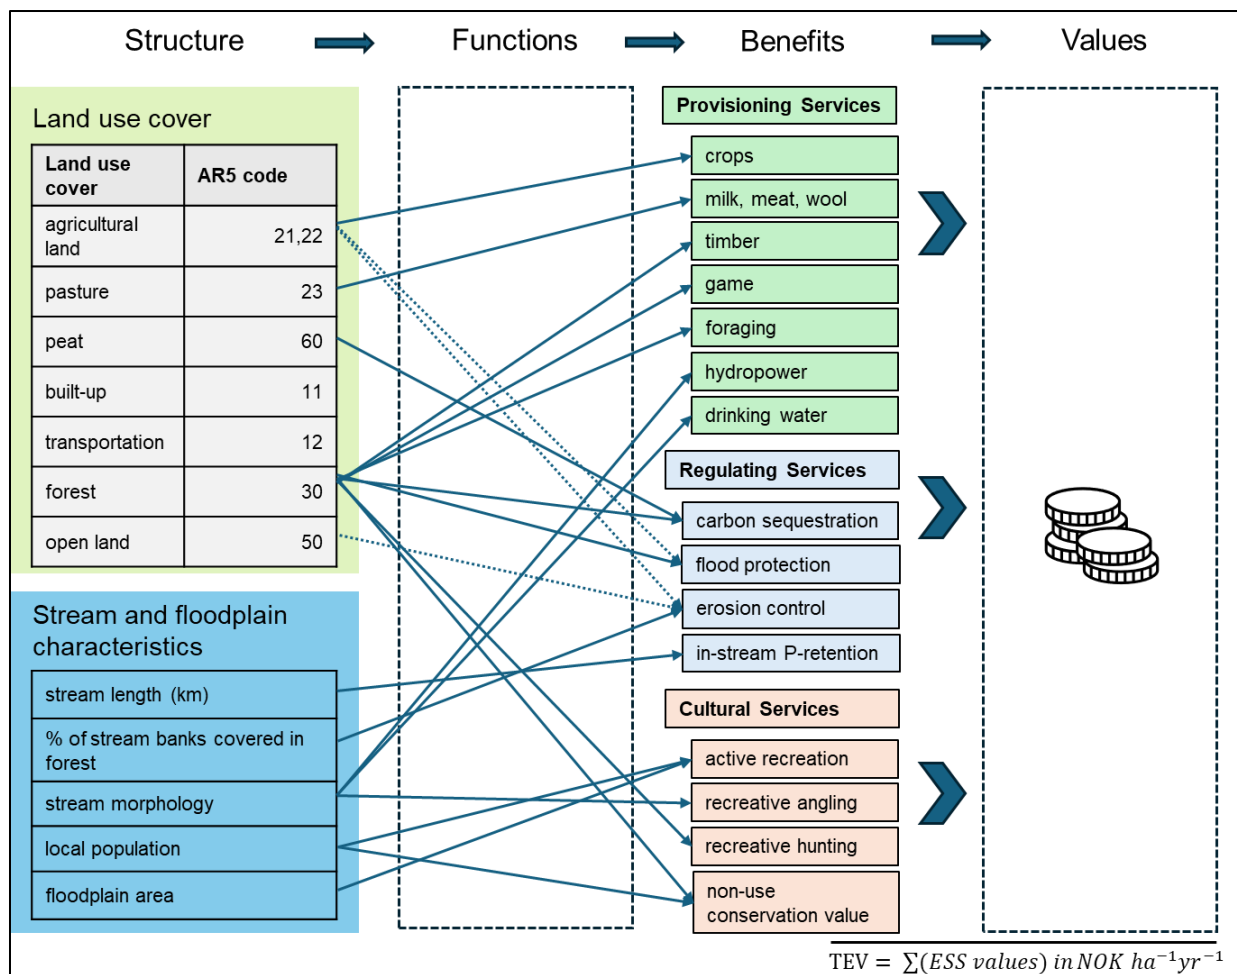 Structure Functions Benefits Values
Land use cover
Land use
cover
AR5 code
agricultural
land
21,22
pasture 23
peat 60
built-up 11
transportation 12
forest 30
open land 50
Stream and floodplain
characteristics
stream length (km)
% of stream banks covered in
forest
stream morphology
local population
floodplain area
Provisioning Services
crops
milk, meat, wool
timber
game
foraging
hydropower
drinking water
Regulating Services
carbon sequestration
flood protection
erosion control
in-stream P-retention
Cultural Services
active recreation
recreative angling
recreative hunting
non-use
conservation value
TEV = ∑(ESS values) in NOK ha⁻¹yr⁻¹